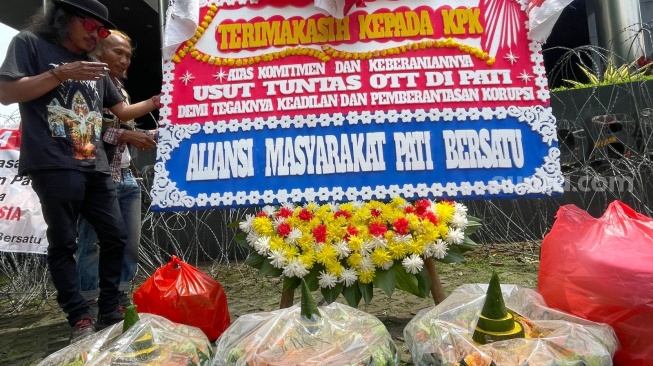 TERIMAKASIH KEPADA KPK
ATAS KOMITMEN DAN KEBERANIANNYA
USUT TUNTAS OTT DI PATI
DEMI TEGAKNYA KEADILAN DAN PEMBERANTASAN KORUPSI
ALIANSI MASYARAKAT PATI BERSATU
Bersatu